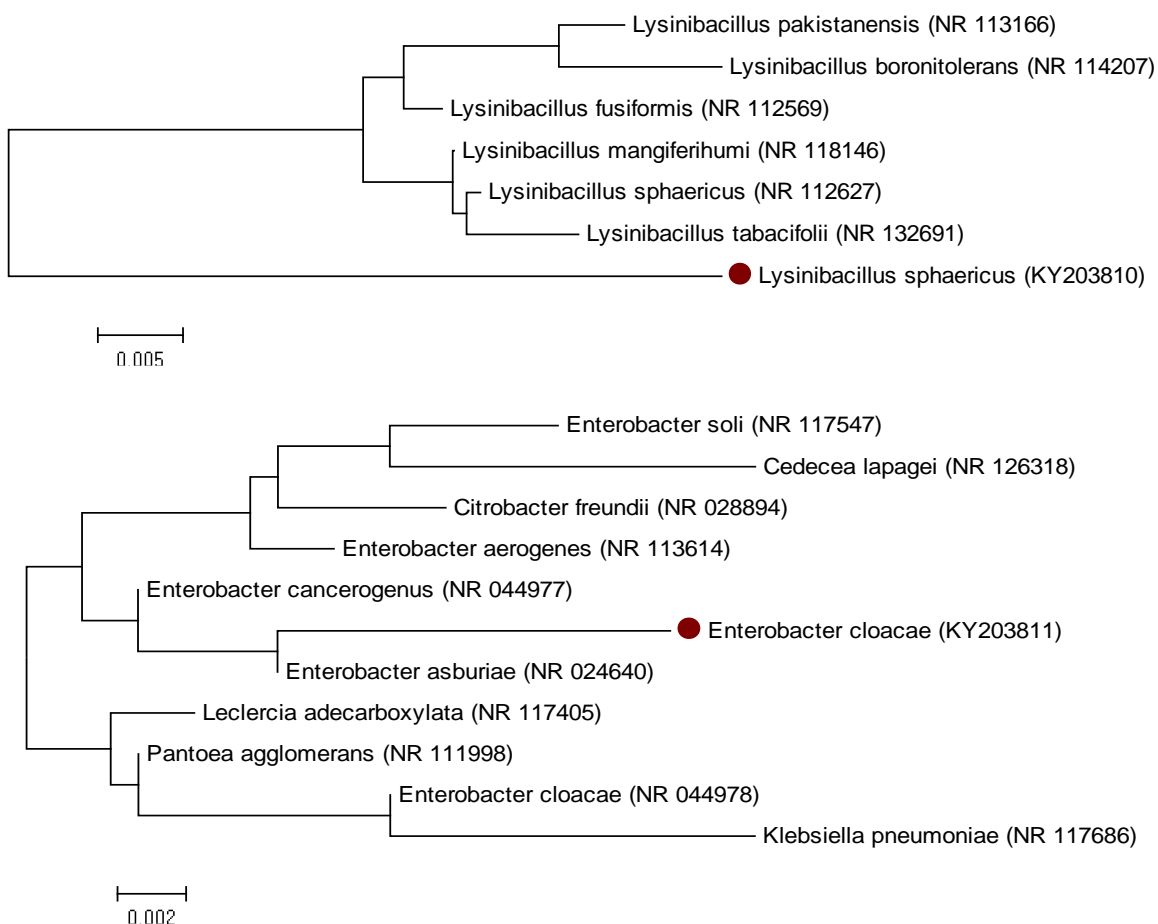 Lysinibacillus pakistanensis (NR 113166)
Lysinibacillus boronitolerans (NR 114207)
Lysinibacillus fusiformis (NR 112569)
Lysinibacillus mangiferihumi (NR 118146)
Lysinibacillus sphaericus (NR 112627)
Lysinibacillus tabacifolii (NR 132691)
Lysinibacillus sphaericus (KY203810)
0.005
Enterobacter soli (NR 117547)
Cedecea lapagei (NR 126318)
Citrobacter freundii (NR 028894)
Enterobacter aerogenes (NR 113614)
Enterobacter cancerogenus (NR 044977)
Enterobacter cloacae (KY203811)
Enterobacter asburiae (NR 024640)
Leclercia adecarboxylata (NR 117405)
Pantoea agglomerans (NR 111998)
Enterobacter cloacae (NR 044978)
Klebsiella pneumoniae (NR 117686)
0.002